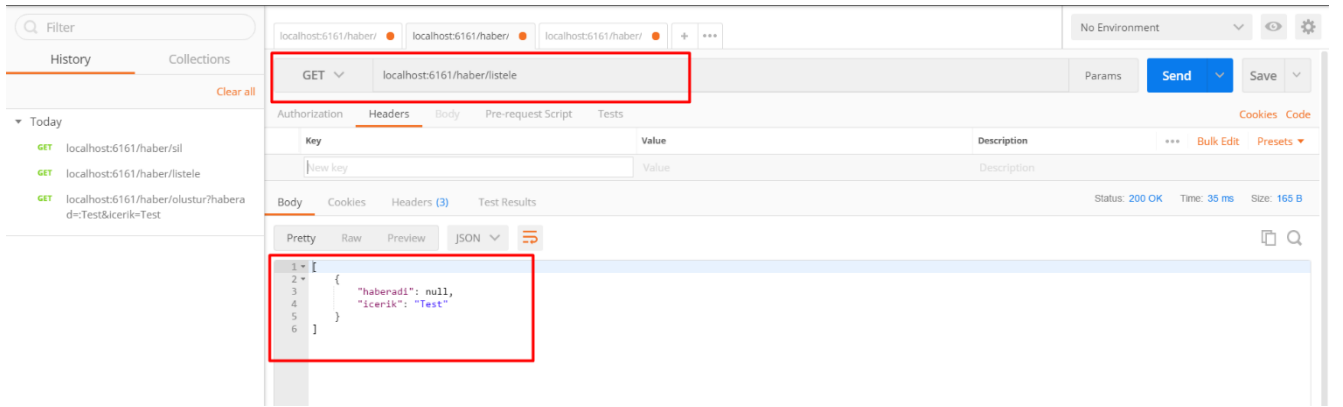 Filter
History Collections
Clear all
Today
GET localhost:6161/haber/sil
GET localhost:6161/haber/listele
GET localhost:6161/haber/olustur?habera
d=:Test&icerik=Test
localhost:6161/haber/ localhost:6161/haber/ localhost:6161/haber/ + •••
No Environment
GET localhost:6161/haber/listele Params Send Save
Authorization Headers Body Pre-request Script Tests Cookies Code
Key Value Description ••• Bulk Edit Presets
New key Value Description
Body Cookies Headers (3) Test Results Status: 200 OK Time: 35 ms Size: 165 B
Pretty Raw Preview JSON
1 [
2 {
3 "haberadi": null,
4 "icerik": "Test"
5 }
6 ]